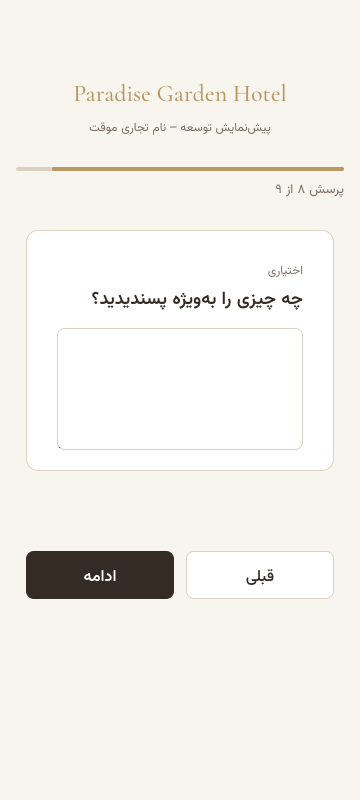 Paradise Garden Hotel
پیش‌نمایش توسعه – نام تجاری موقت
پرسش ۸ از ۹
اختیاری
چه چیزی را به‌ویژه پسندیدید؟
قبلی
ادامه